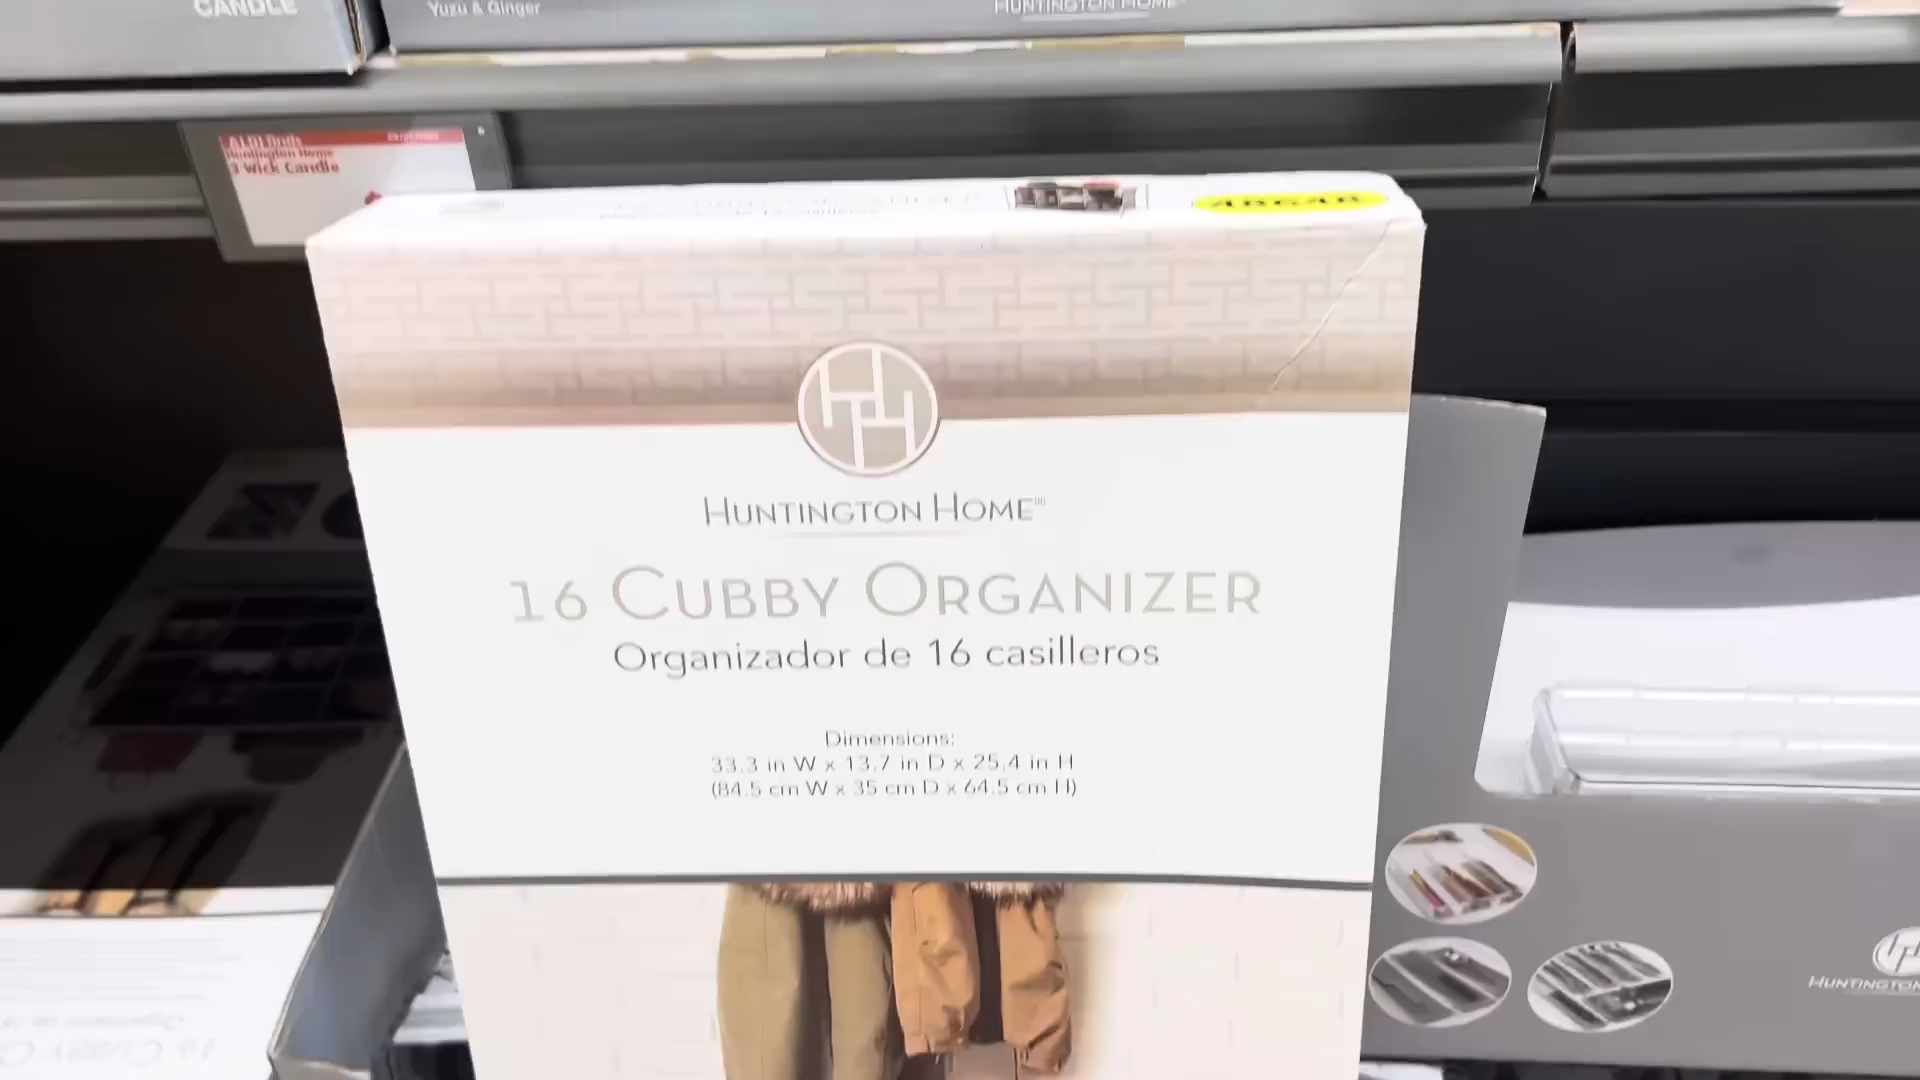 CANDLE
Yuzu & Ginger
HUNTINGTON HOME
ALDI finds
Huntington Home
3 Wick Candle
HUNTINGTON HOME
16 CUBBY ORGANIZER
Organizador de 16 casilleros
Dimensions:
33.3 in W x 13.7 in D x 25.4 in H
(84.5 cm W x 35 cm D x 64.5 cm H)
HUNTINGTON